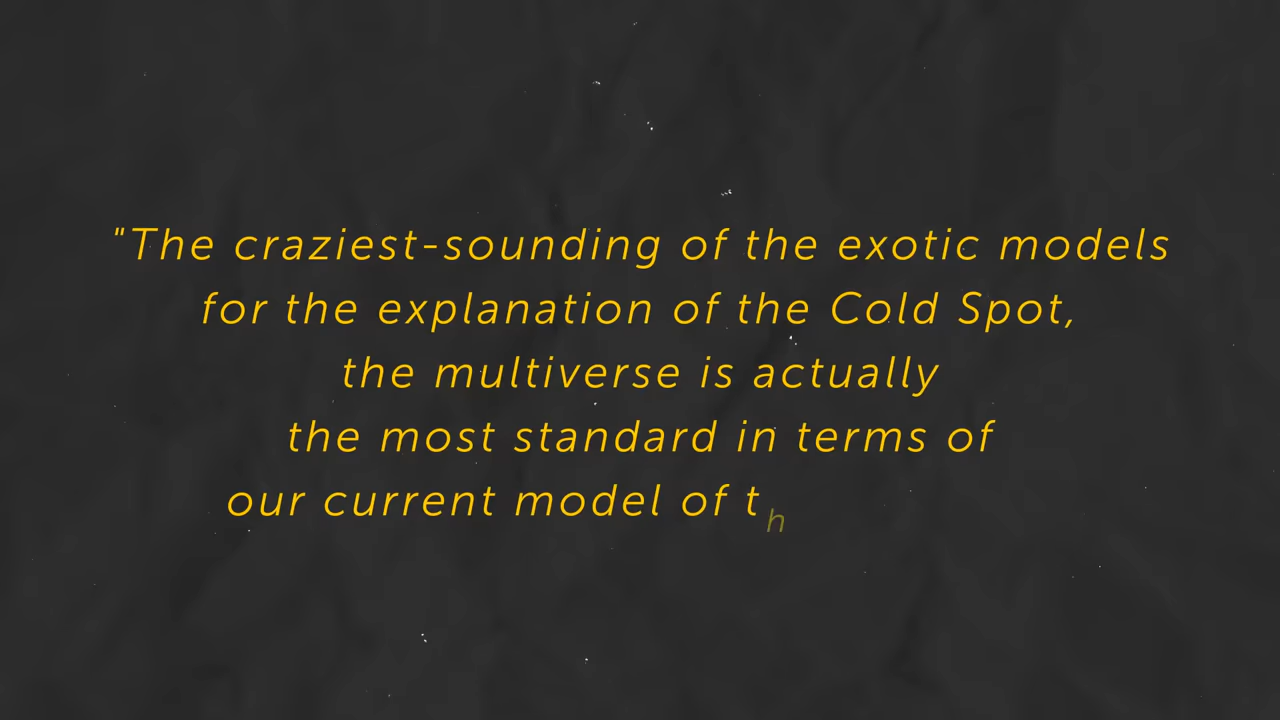 "The craziest-sounding of the exotic models
for the explanation of the Cold Spot,
the multiverse is actually
the most standard in terms of
our current model of th